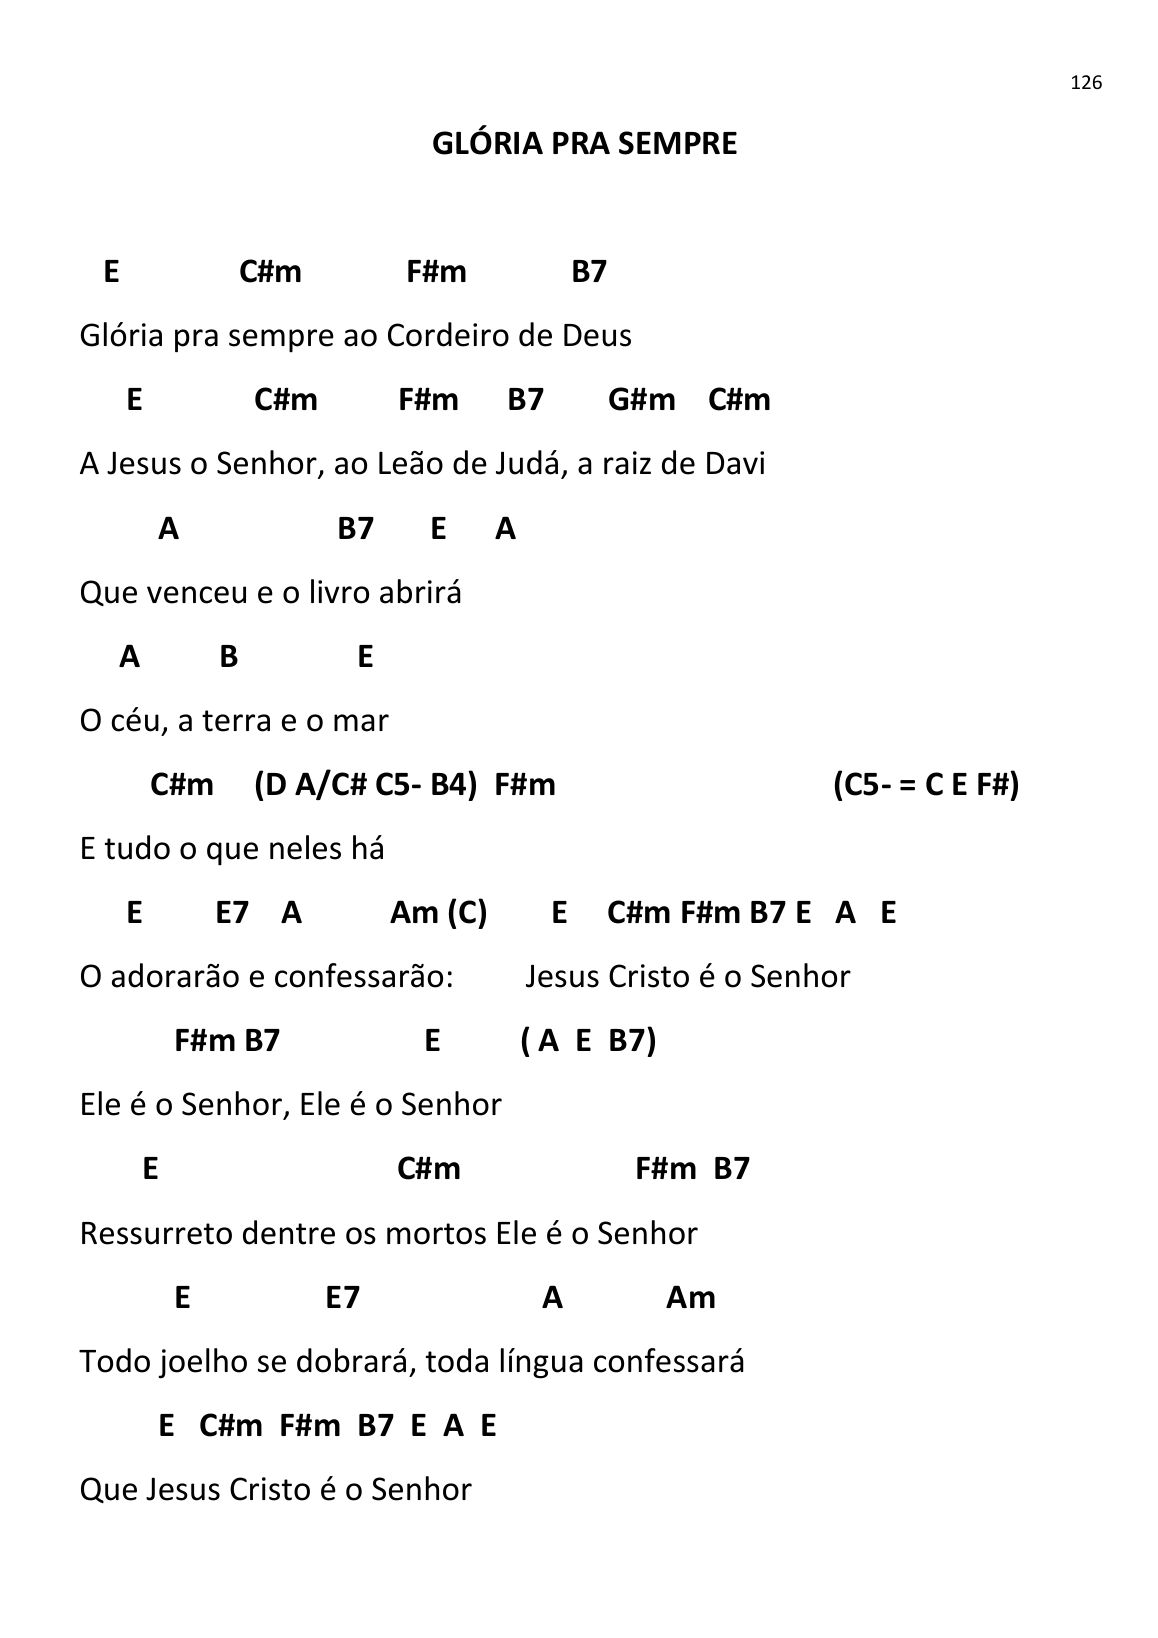 126
GLÓRIA PRA SEMPRE
E C#m F#m B7
Glória pra sempre ao Cordeiro de Deus
E C#m F#m B7 G#m C#m
A Jesus o Senhor, ao Leão de Judá, a raiz de Davi
A B7 E A
Que venceu e o livro abrirá
A B E
O céu, a terra e o mar
C#m (D A/C# C5- B4) F#m (C5- = C E F#)
E tudo o que neles há
E E7 A Am (C) E C#m F#m B7 E A E
O adorarão e confessarão: Jesus Cristo é o Senhor
F#m B7 E ( A E B7)
Ele é o Senhor, Ele é o Senhor
E C#m F#m B7
Ressurreto dentre os mortos Ele é o Senhor
E E7 A Am
Todo joelho se dobrará, toda língua confessará
E C#m F#m B7 E A E
Que Jesus Cristo é o Senhor